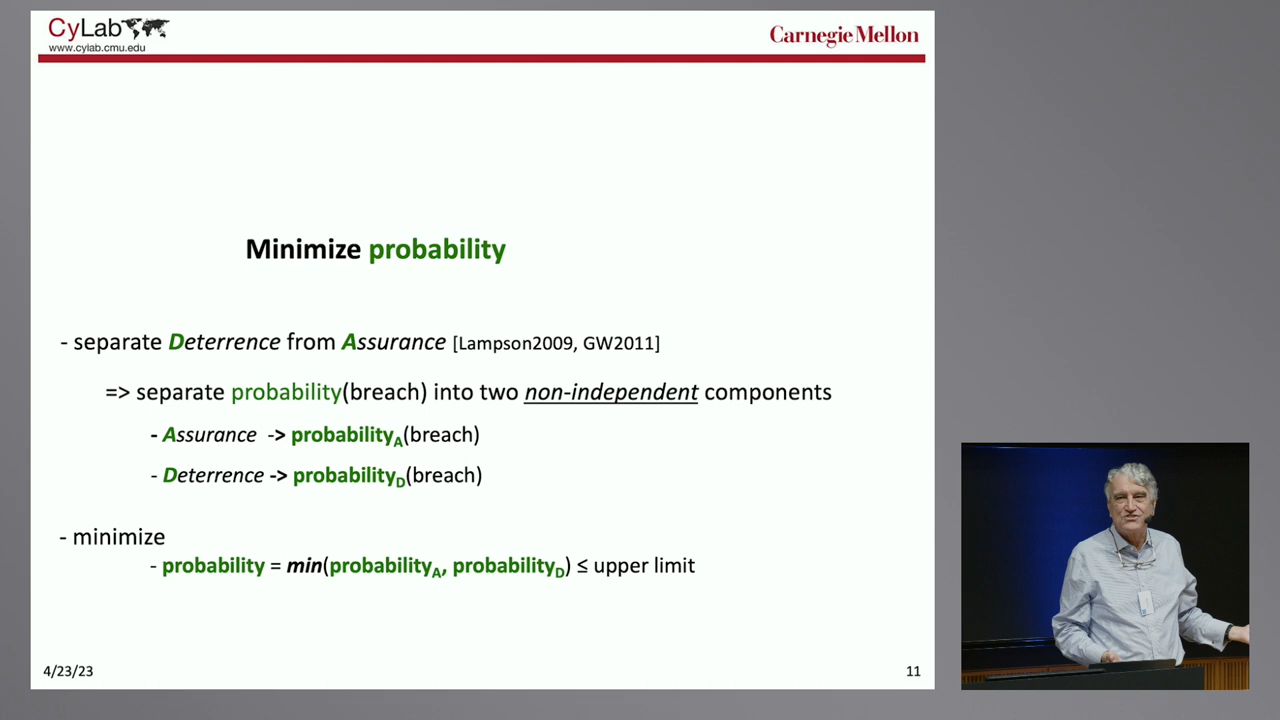 CyLab
www.cylab.cmu.edu
Carnegie Mellon
Minimize probability
- separate Deterrence from Assurance [Lampson2009, GW2011]
=> separate probability(breach) into two non-independent components
- Assurance -> probabilityA(breach)
- Deterrence -> probabilityD(breach)
- minimize
- probability = min(probabilityA, probabilityD) ≤ upper limit
4/23/23
11